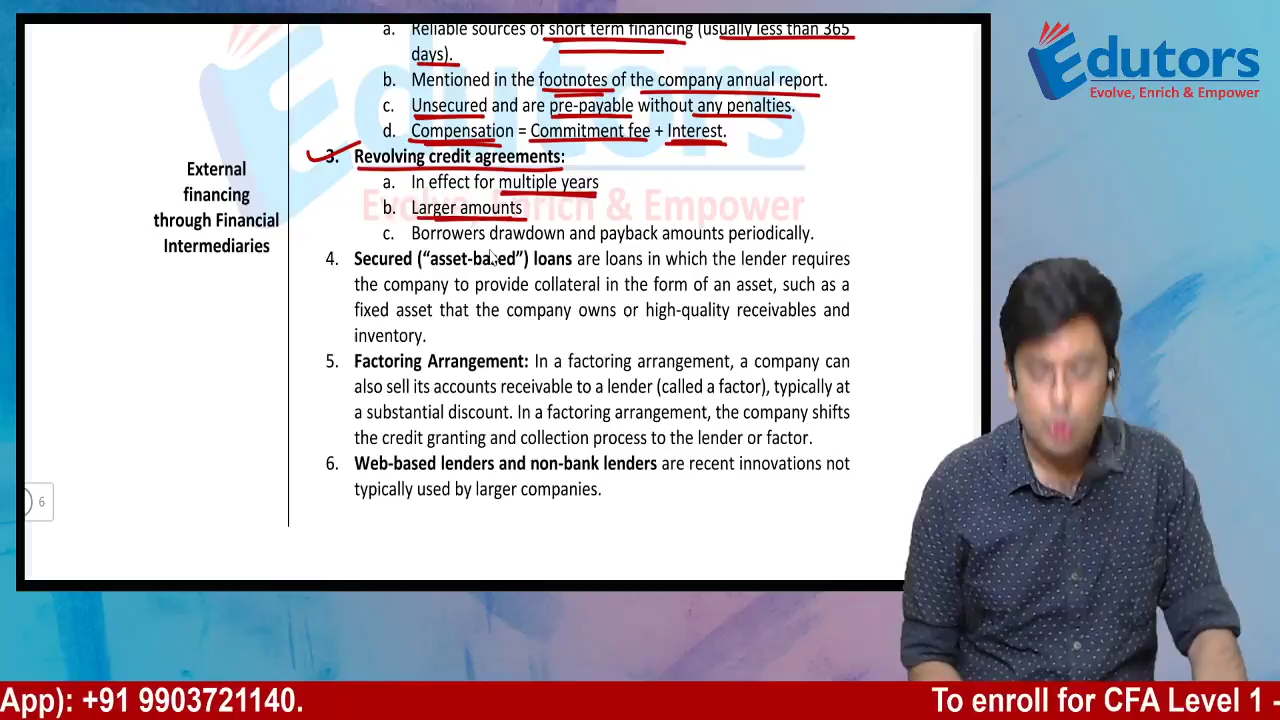 a. Reliable sources of short term financing (usually less than 365
days).
b. Mentioned in the footnotes of the company annual report.
c. Unsecured and are pre-payable without any penalties.
d. Compensation = Commitment fee + Interest.
3. Revolving credit agreements:
a. In effect for multiple years
b. Larger amounts
c. Borrowers drawdown and payback amounts periodically.
External
financing
through Financial
Intermediaries
4. Secured (“asset-based”) loans are loans in which the lender requires
the company to provide collateral in the form of an asset, such as a
fixed asset that the company owns or high-quality receivables and
inventory.
5. Factoring Arrangement: In a factoring arrangement, a company can
also sell its accounts receivable to a lender (called a factor), typically at
a substantial discount. In a factoring arrangement, the company shifts
the credit granting and collection process to the lender or factor.
6. Web-based lenders and non-bank lenders are recent innovations not
typically used by larger companies.
6
Edutors
Evolve, Enrich & Empower
Edutors
Evolve, Enrich & Empower
App): +91 9903721140.
To enroll for CFA Level 1 -